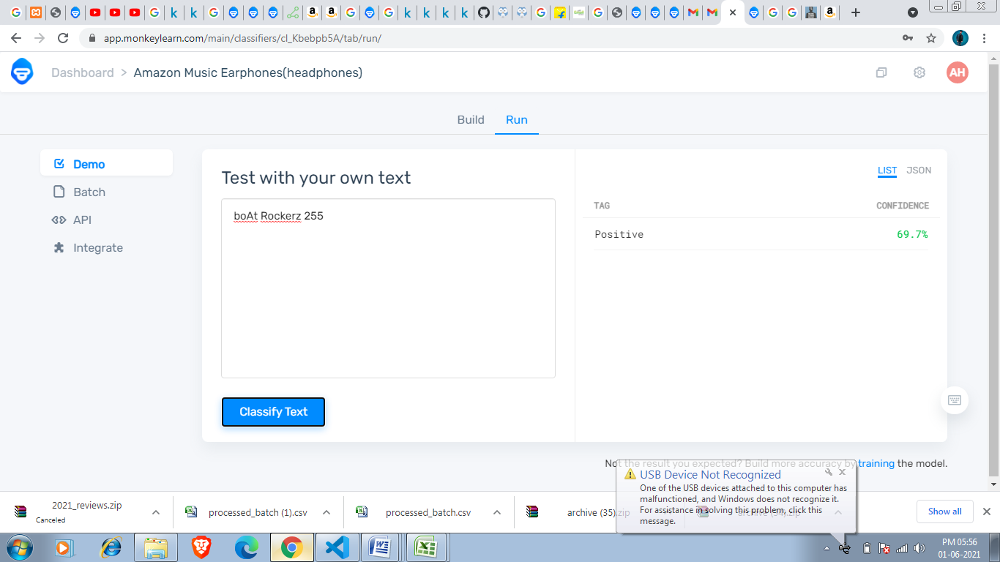 app.monkeylearn.com/main/classifiers/cl_Kbebpb5A/tab/run/
Dashboard > Amazon Music Earphones(headphones)
AH
Build Run
Demo
Batch
API
Integrate
Test with your own text
boAt Rockerz 255
Classify Text
LIST JSON
TAG CONFIDENCE
Positive 69.7%
Not the result you expected? Build more accuracy by training the model.
USB Device Not Recognized
One of the USB devices attached to this computer has
malfunctioned, and Windows does not recognize it.
For assistance in solving this problem, click this
message.
2021_reviews.zip
Canceled
processed_batch (1).csv
processed_batch.csv
archive (35).zip
archive (34).zip
Show all
PM 05:56
01-06-2021